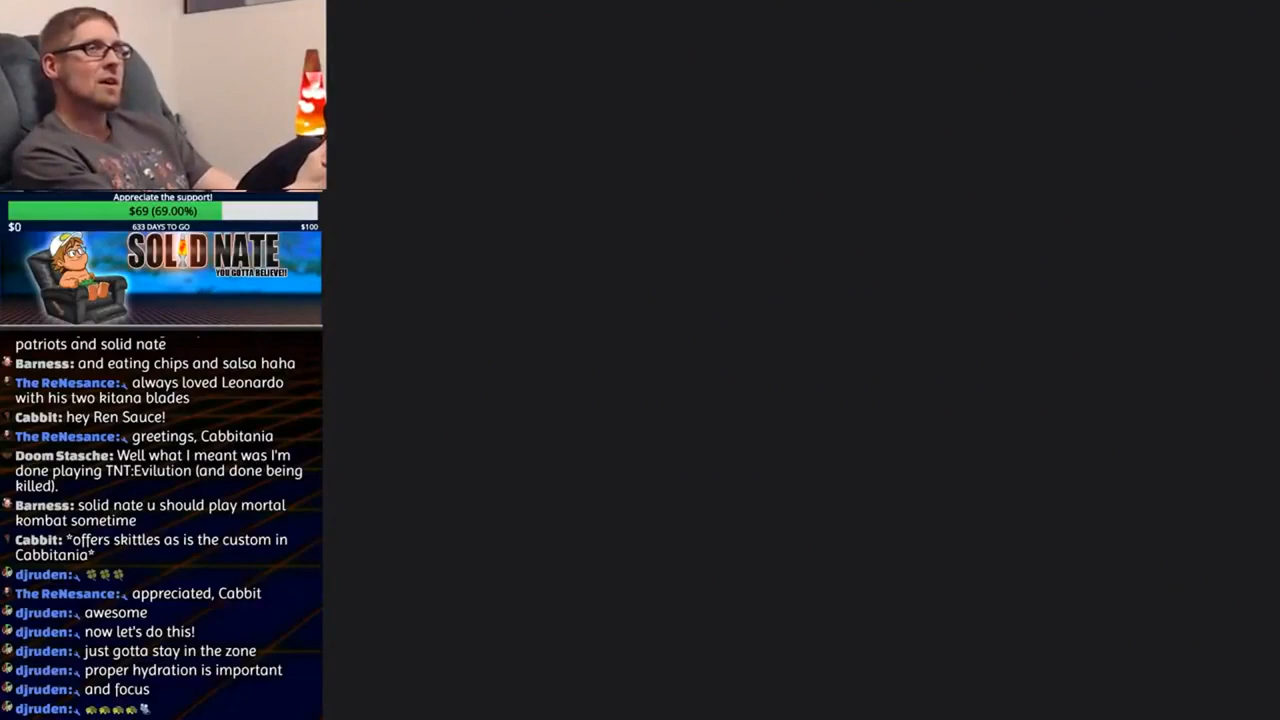 Appreciate the support!
$69 (69.00%)
$0 633 DAYS TO GO $100
SOLID NATE
YOU GOTTA BELIEVE!!
patriots and solid nate
Barness: and eating chips and salsa haha
The ReNesance: always loved Leonardo
with his two kitana blades
Cabbit: hey Ren Sauce!
The ReNesance: greetings, Cabbitania
Doom Stasche: Well what I meant was I'm
done playing TNT:Evilution (and done being
killed).
Barness: solid nate u should play mortal
kombat sometime
Cabbit: *offers skittles as is the custom in
Cabbitania*
djruden:
The ReNesance: appreciated, Cabbit
djruden: awesome
djruden: now let's do this!
djruden: just gotta stay in the zone
djruden: proper hydration is important
djruden: and focus
djruden: